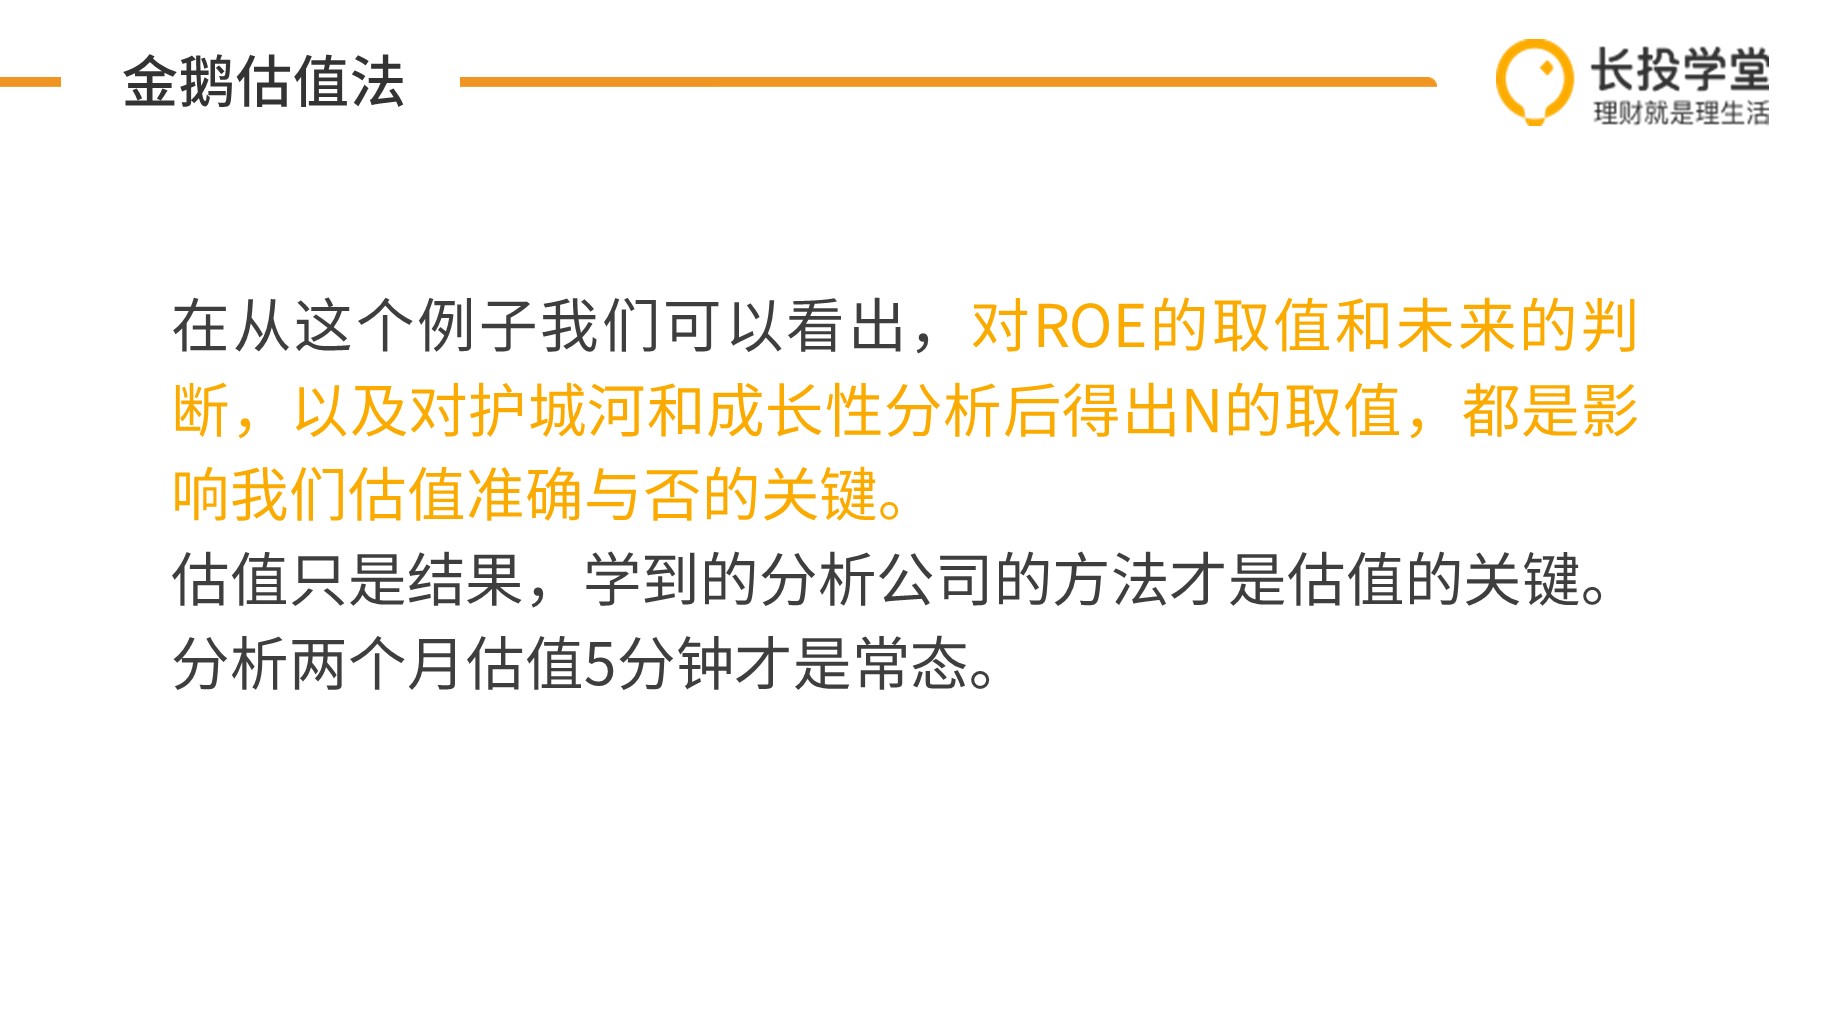 金鹅估值法
长投学堂
理财就是理生活
在从这个例子我们可以看出，对ROE的取值和未来的判
断，以及对护城河和成长性分析后得出N的取值，都是影
响我们估值准确与否的关键。
估值只是结果，学到的分析公司的方法才是估值的关键。
分析两个月估值5分钟才是常态。